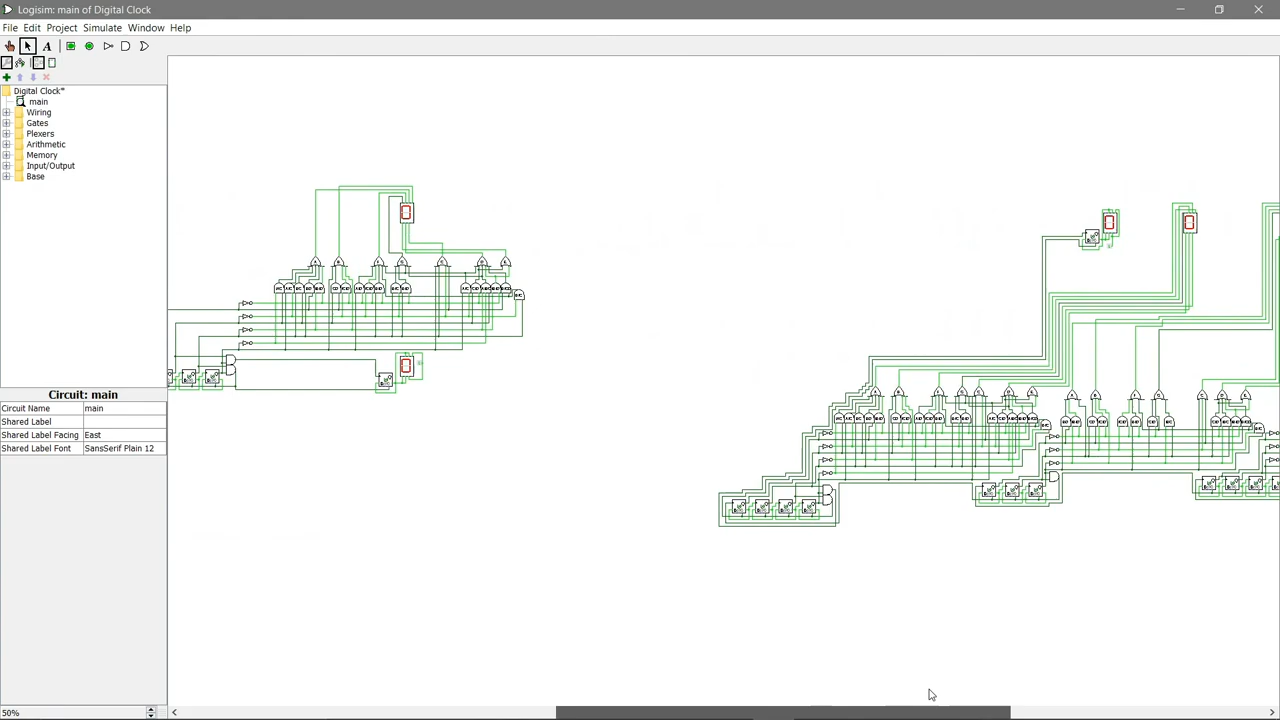 Logisim: main of Digital Clock
File Edit Project Simulate Window Help
A
Digital Clock*
main
Wiring
Gates
Plexers
Arithmetic
Memory
Input/Output
Base
Circuit: main
Circuit Name main
Shared Label
Shared Label Facing East
Shared Label Font SansSerif Plain 12
50%